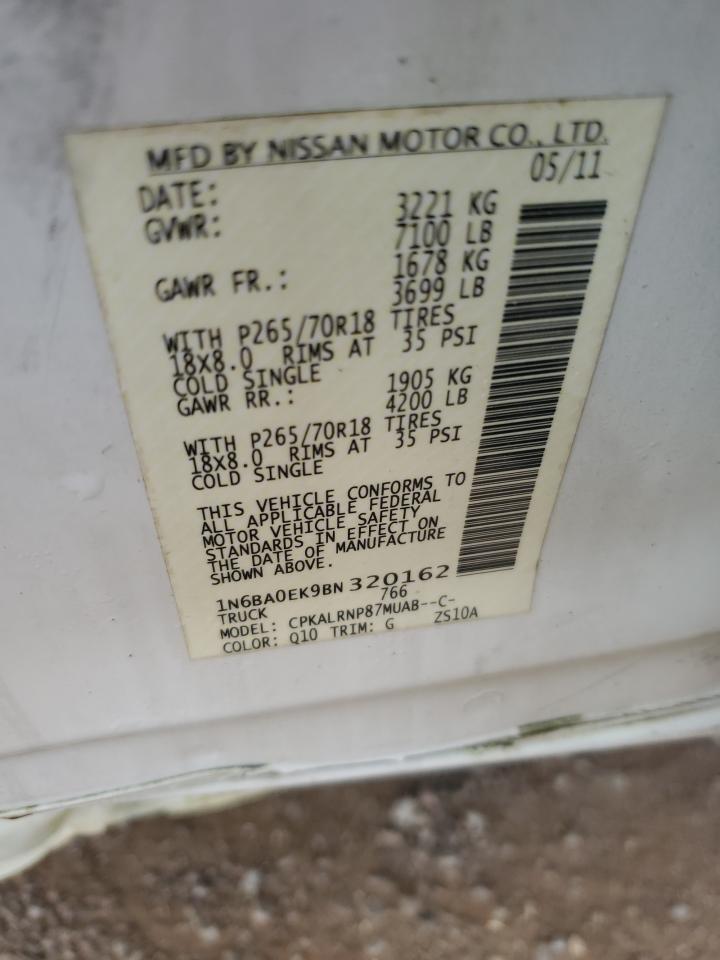 MFD BY NISSAN MOTOR CO., LTD.
DATE: 05/11
GVWR: 3221 KG
7100 LB
GAWR FR.: 1678 KG
3699 LB
WITH P265/70R18 TIRES
18X8.0 RIMS AT 35 PSI
COLD SINGLE
GAWR RR.: 1905 KG
4200 LB
WITH P265/70R18 TIRES
18X8.0 RIMS AT 35 PSI
COLD SINGLE
THIS VEHICLE CONFORMS TO
ALL APPLICABLE FEDERAL
MOTOR VEHICLE SAFETY
STANDARDS IN EFFECT ON
THE DATE OF MANUFACTURE
SHOWN ABOVE.
1N6BA0EK9BN 320162
TRUCK 766
MODEL: CPKALRNP87MUAB--C-
COLOR: Q10 TRIM: G ZS10A